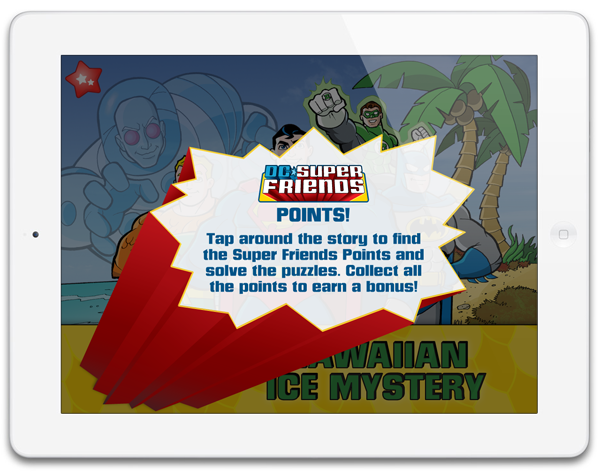 DC SUPER
FRIENDS
POINTS!
Tap around the story to find
the Super Friends Points and
solve the puzzles. Collect all
the points to earn a bonus!
HAWAIIAN
ICE MYSTERY